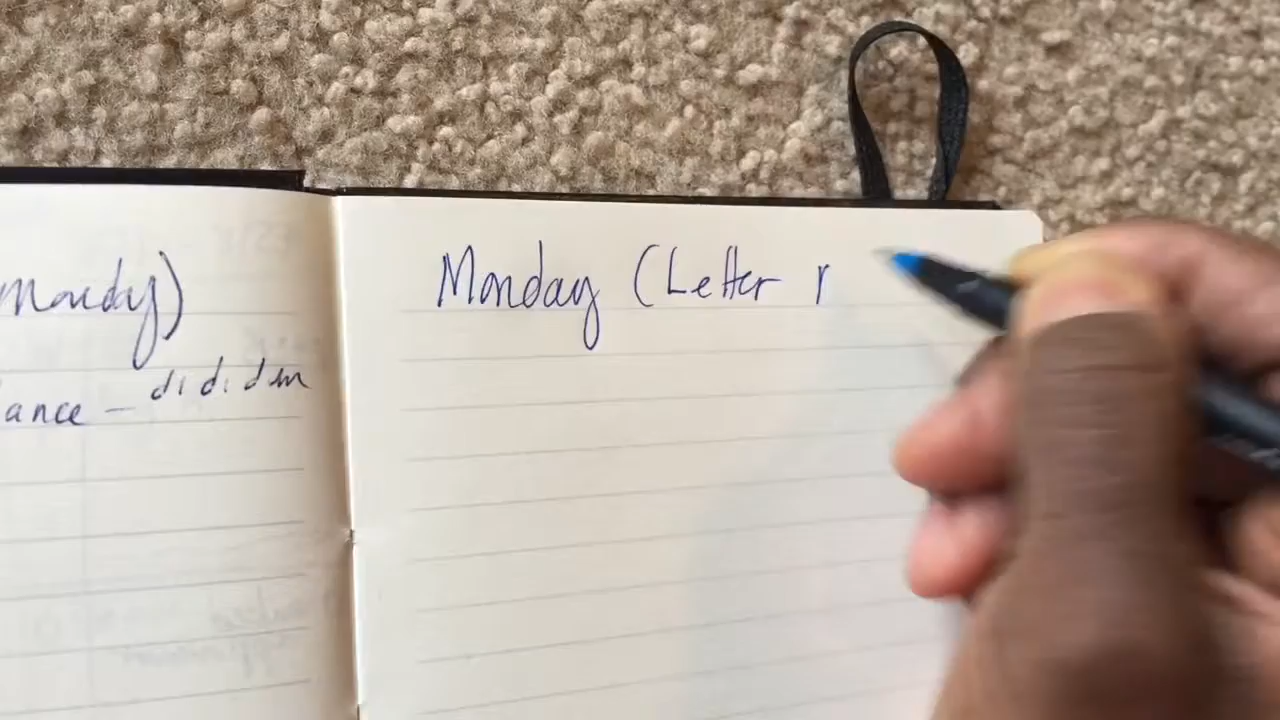 Monday)
ance – di di dm
Monday (Letter r